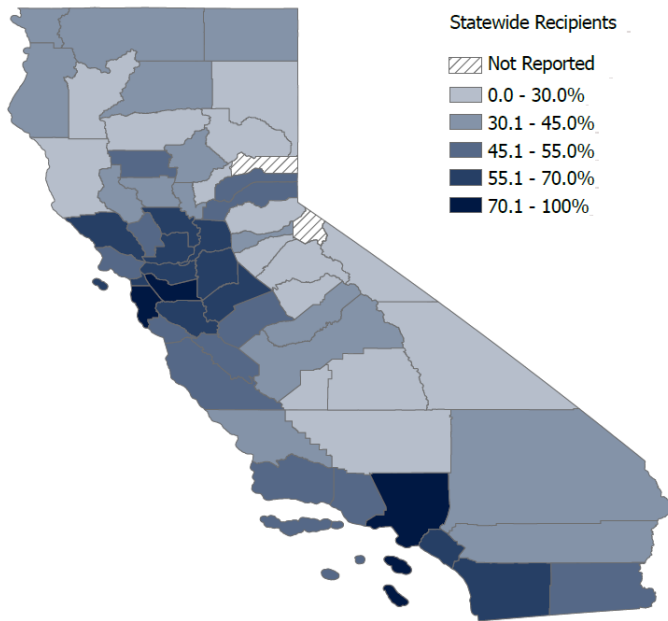 Statewide Recipients
Not Reported
0.0 - 30.0%
30.1 - 45.0%
45.1 - 55.0%
55.1 - 70.0%
70.1 - 100%